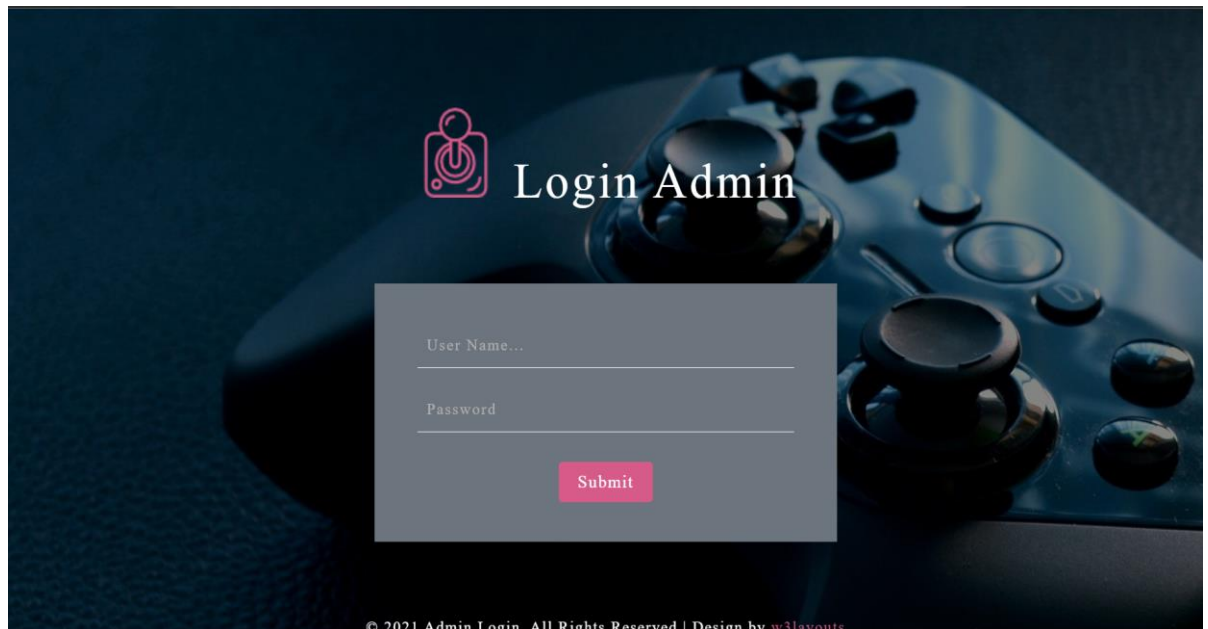 Login Admin
User Name...
Password
Submit
© 2021 Admin Login. All Rights Reserved | Design by w3layouts